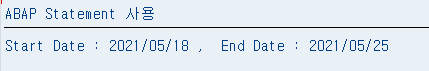 ABAP Statement 사용
Start Date : 2021/05/18 ,  End Date : 2021/05/25